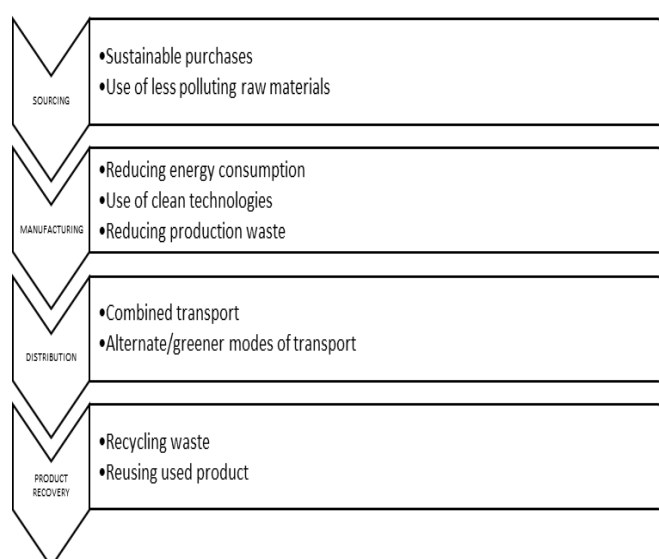 SOURCING
•Sustainable purchases
•Use of less polluting raw materials
MANUFACTURING
•Reducing energy consumption
•Use of clean technologies
•Reducing production waste
DISTRIBUTION
•Combined transport
•Alternate/greener modes of transport
PRODUCT
RECOVERY
•Recycling waste
•Reusing used product